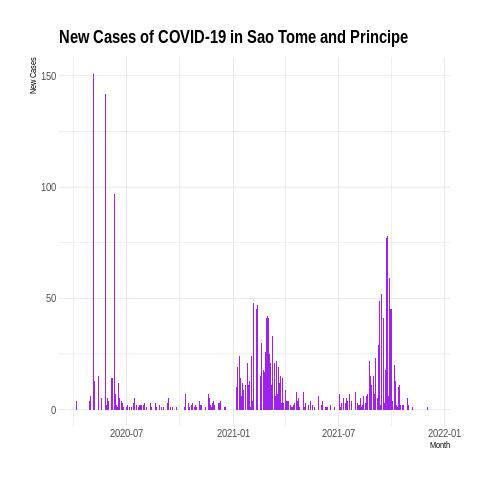 New Cases of COVID-19 in Sao Tome and Principe
New Cases
150
100
50
0
2020-07 2021-01 2021-07 2022-01
Month